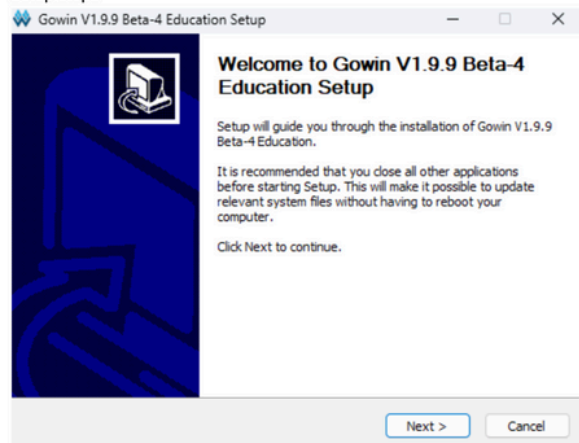 Gowin V1.9.9 Beta-4 Education Setup
Welcome to Gowin V1.9.9 Beta-4
Education Setup
Setup will guide you through the installation of Gowin V1.9.9
Beta-4 Education.
It is recommended that you close all other applications
before starting Setup. This will make it possible to update
relevant system files without having to reboot your
computer.
Click Next to continue.
Next >
Cancel